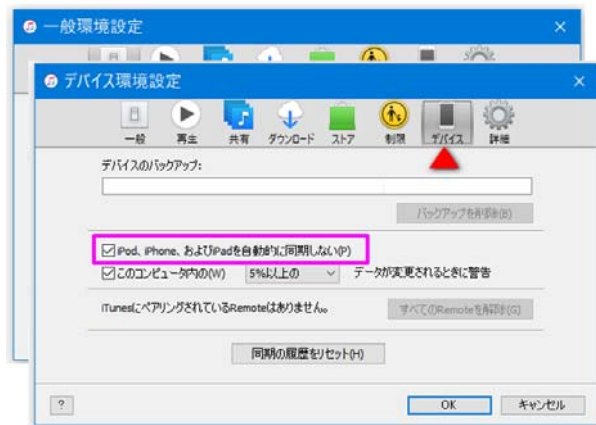 一般環境設定
デバイス環境設定
一般 再生 共有 ダウンロード ストア 制限 デバイス 詳細
デバイスのバックアップ:
バックアップを削除(B)
iPod、iPhone、およびiPadを自動的に同期しない(P)
このコンピュータ内の(W) 5%以上の データが変更されるときに警告
iTunesにペアリングされているRemoteはありません。
すべてのRemoteを解除(G)
同期の履歴をリセット(H)
? OK キャンセル